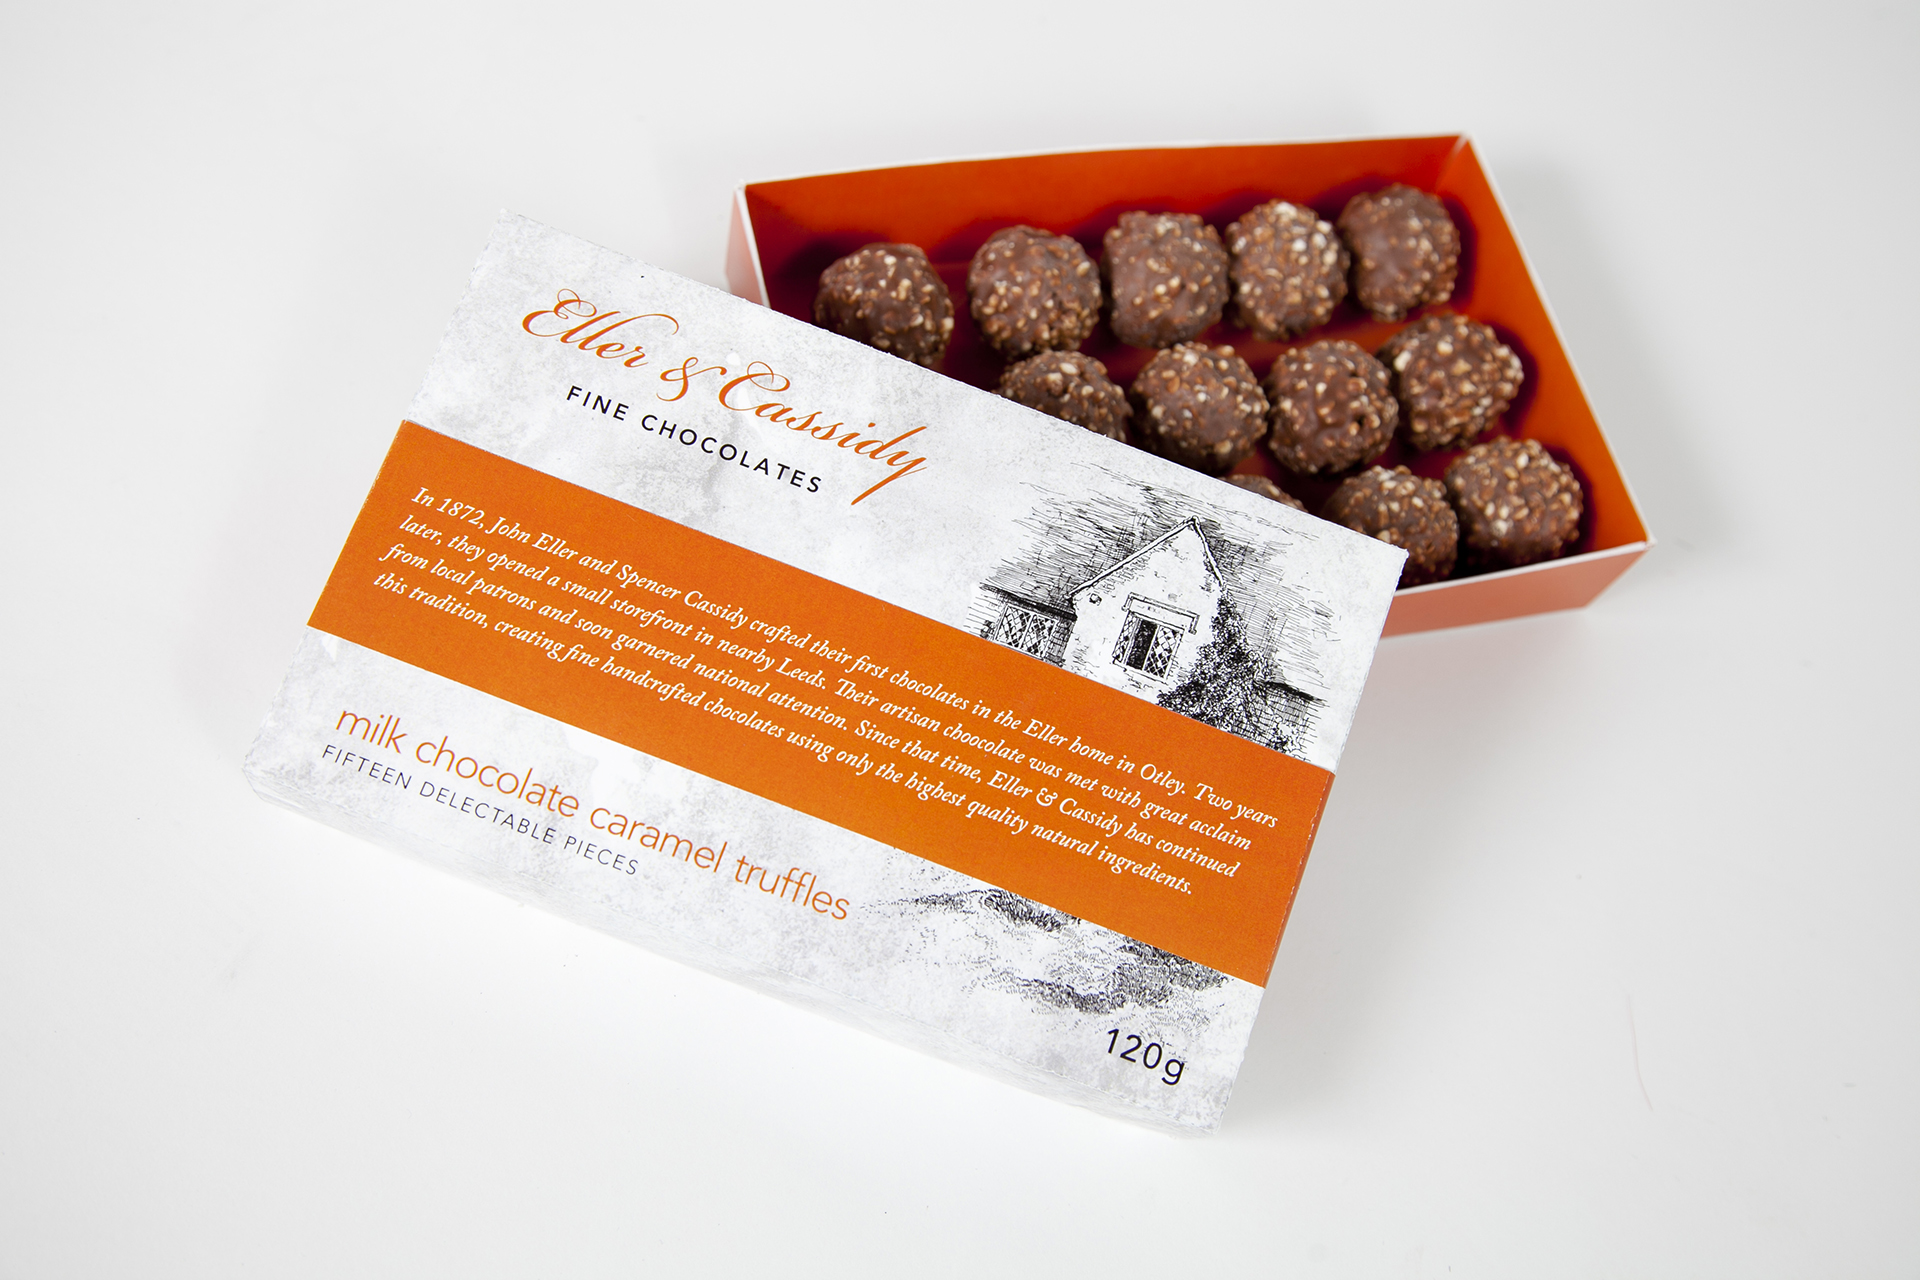 Eller & Cassidy
FINE CHOCOLATES
In 1872, John Eller and Spencer Cassidy crafted their first chocolates in the Eller home in Otley. Two years
later, they opened a small storefront in nearby Leeds. Their artisan choocolate was met with great acclaim
from local patrons and soon garnered national attention. Since that time, Eller & Cassidy has continued
this tradition, creating fine handcrafted chocolates using only the highest quality natural ingredients.
milk chocolate caramel truffles
FIFTEEN DELECTABLE PIECES
120g